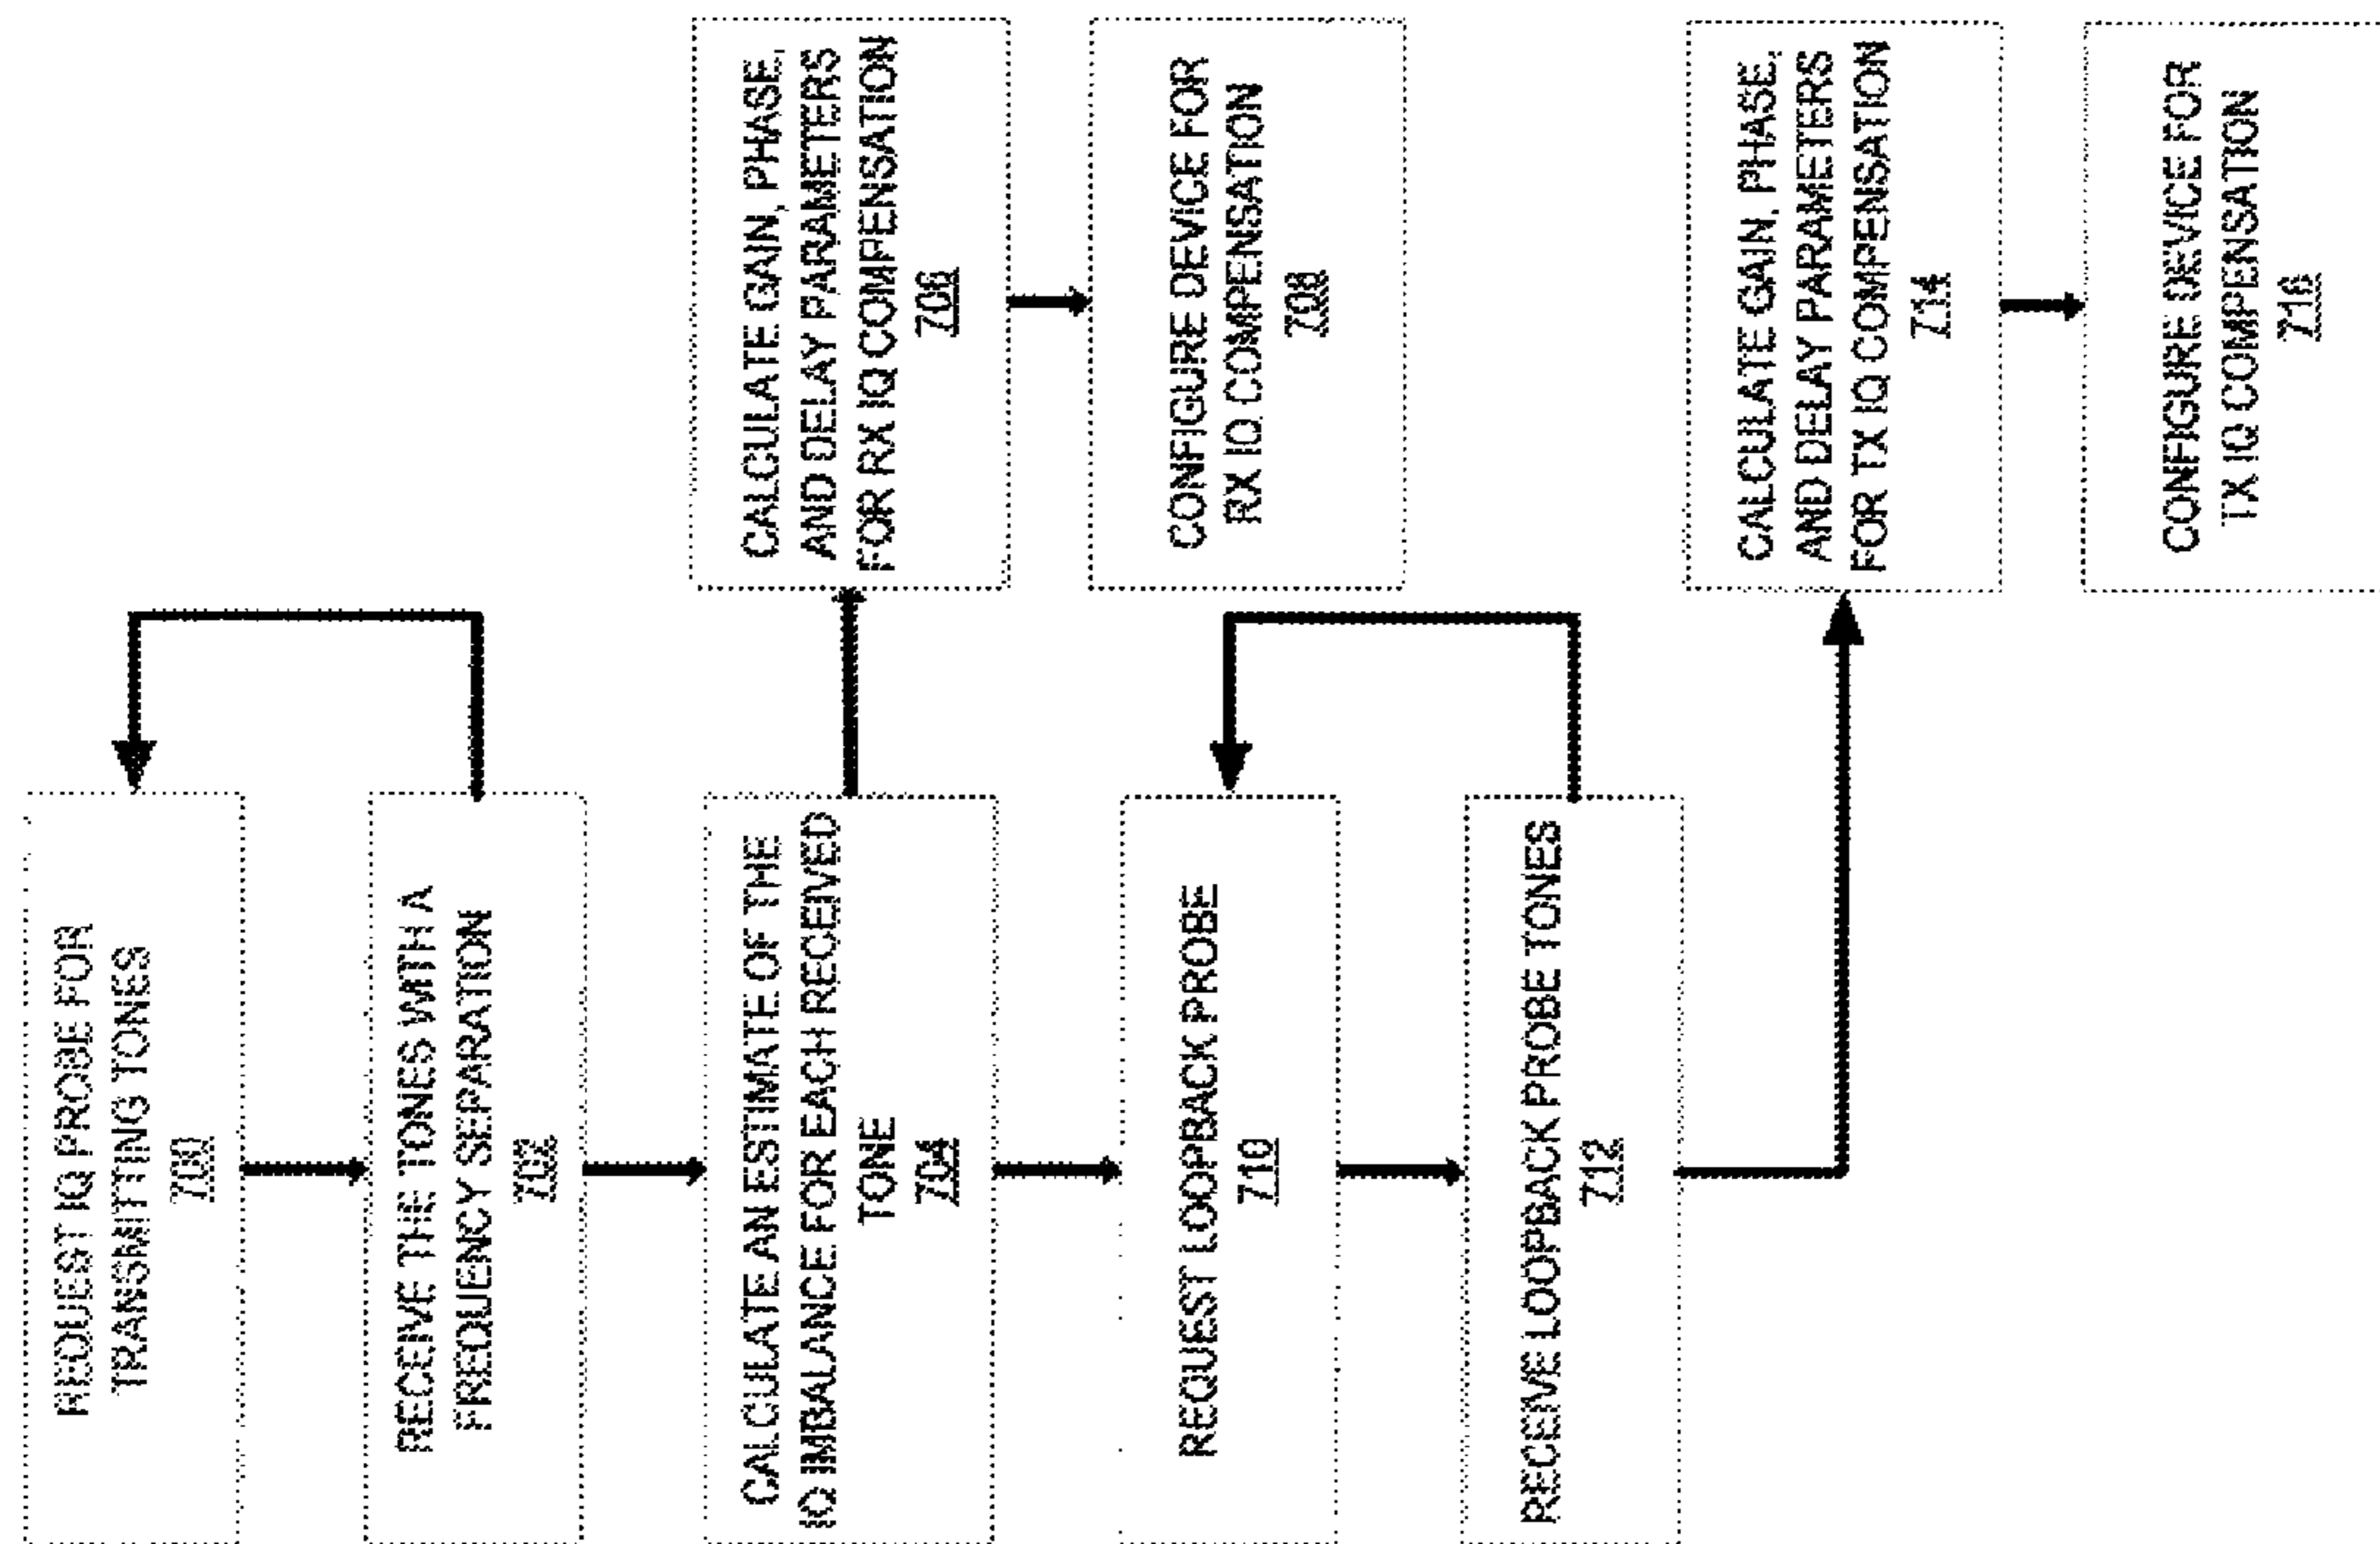 REQUEST IQ PROBE FOR
TRANSMITTING TONES
700
RECEIVE THE TONES WITH A
FREQUENCY SEPARATION
702
CALCULATE AN ESTIMATE OF THE
IQ IMBALANCE FOR EACH RECEIVED
TONE
704
CALCULATE GAIN, PHASE,
AND DELAY PARAMETERS
FOR RX IQ COMPENSATION
706
CONFIGURE DEVICE FOR
RX IQ COMPENSATION
708
REQUEST LOOPBACK PROBE
710
RECEIVE LOOPBACK PROBE TONES
712
CALCULATE GAIN, PHASE,
AND DELAY PARAMETERS
FOR TX IQ COMPENSATION
714
CONFIGURE DEVICE FOR
TX IQ COMPENSATION
716